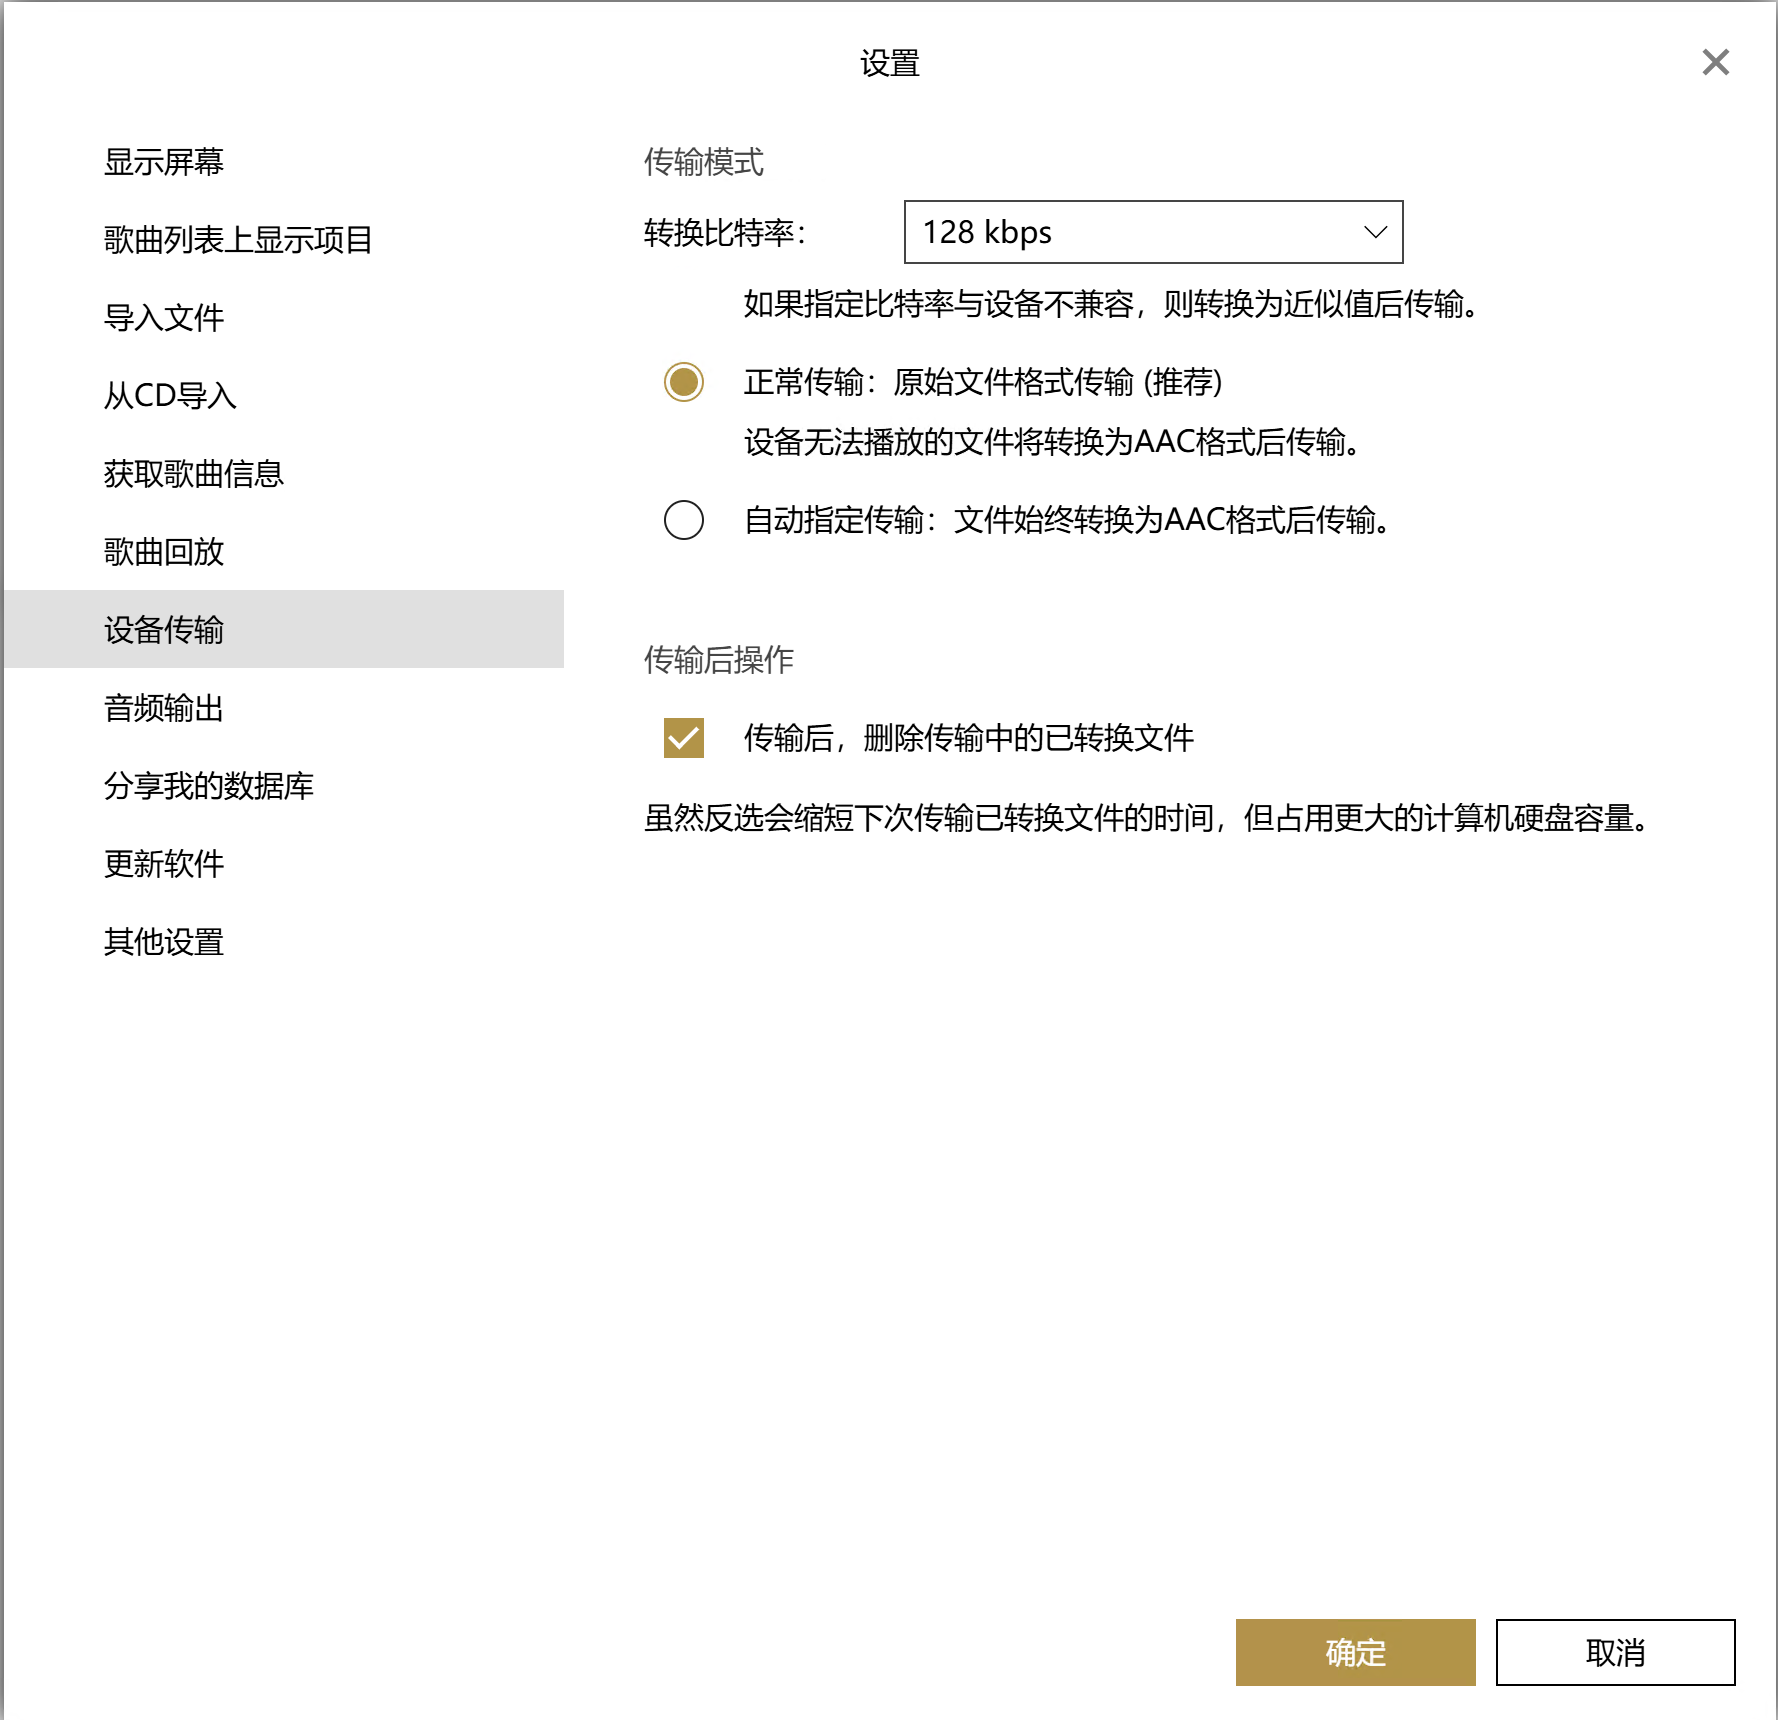 设置
显示屏幕
歌曲列表上显示项目
导入文件
从CD导入
获取歌曲信息
歌曲回放
设备传输
音频输出
分享我的数据库
更新软件
其他设置
传输模式
转换比特率：
128 kbps
如果指定比特率与设备不兼容，则转换为近似值后传输。
正常传输：原始文件格式传输 (推荐)
设备无法播放的文件将转换为AAC格式后传输。
自动指定传输：文件始终转换为AAC格式后传输。
传输后操作
传输后，删除传输中的已转换文件
虽然反选会缩短下次传输已转换文件的时间，但占用更大的计算机硬盘容量。
确定
取消